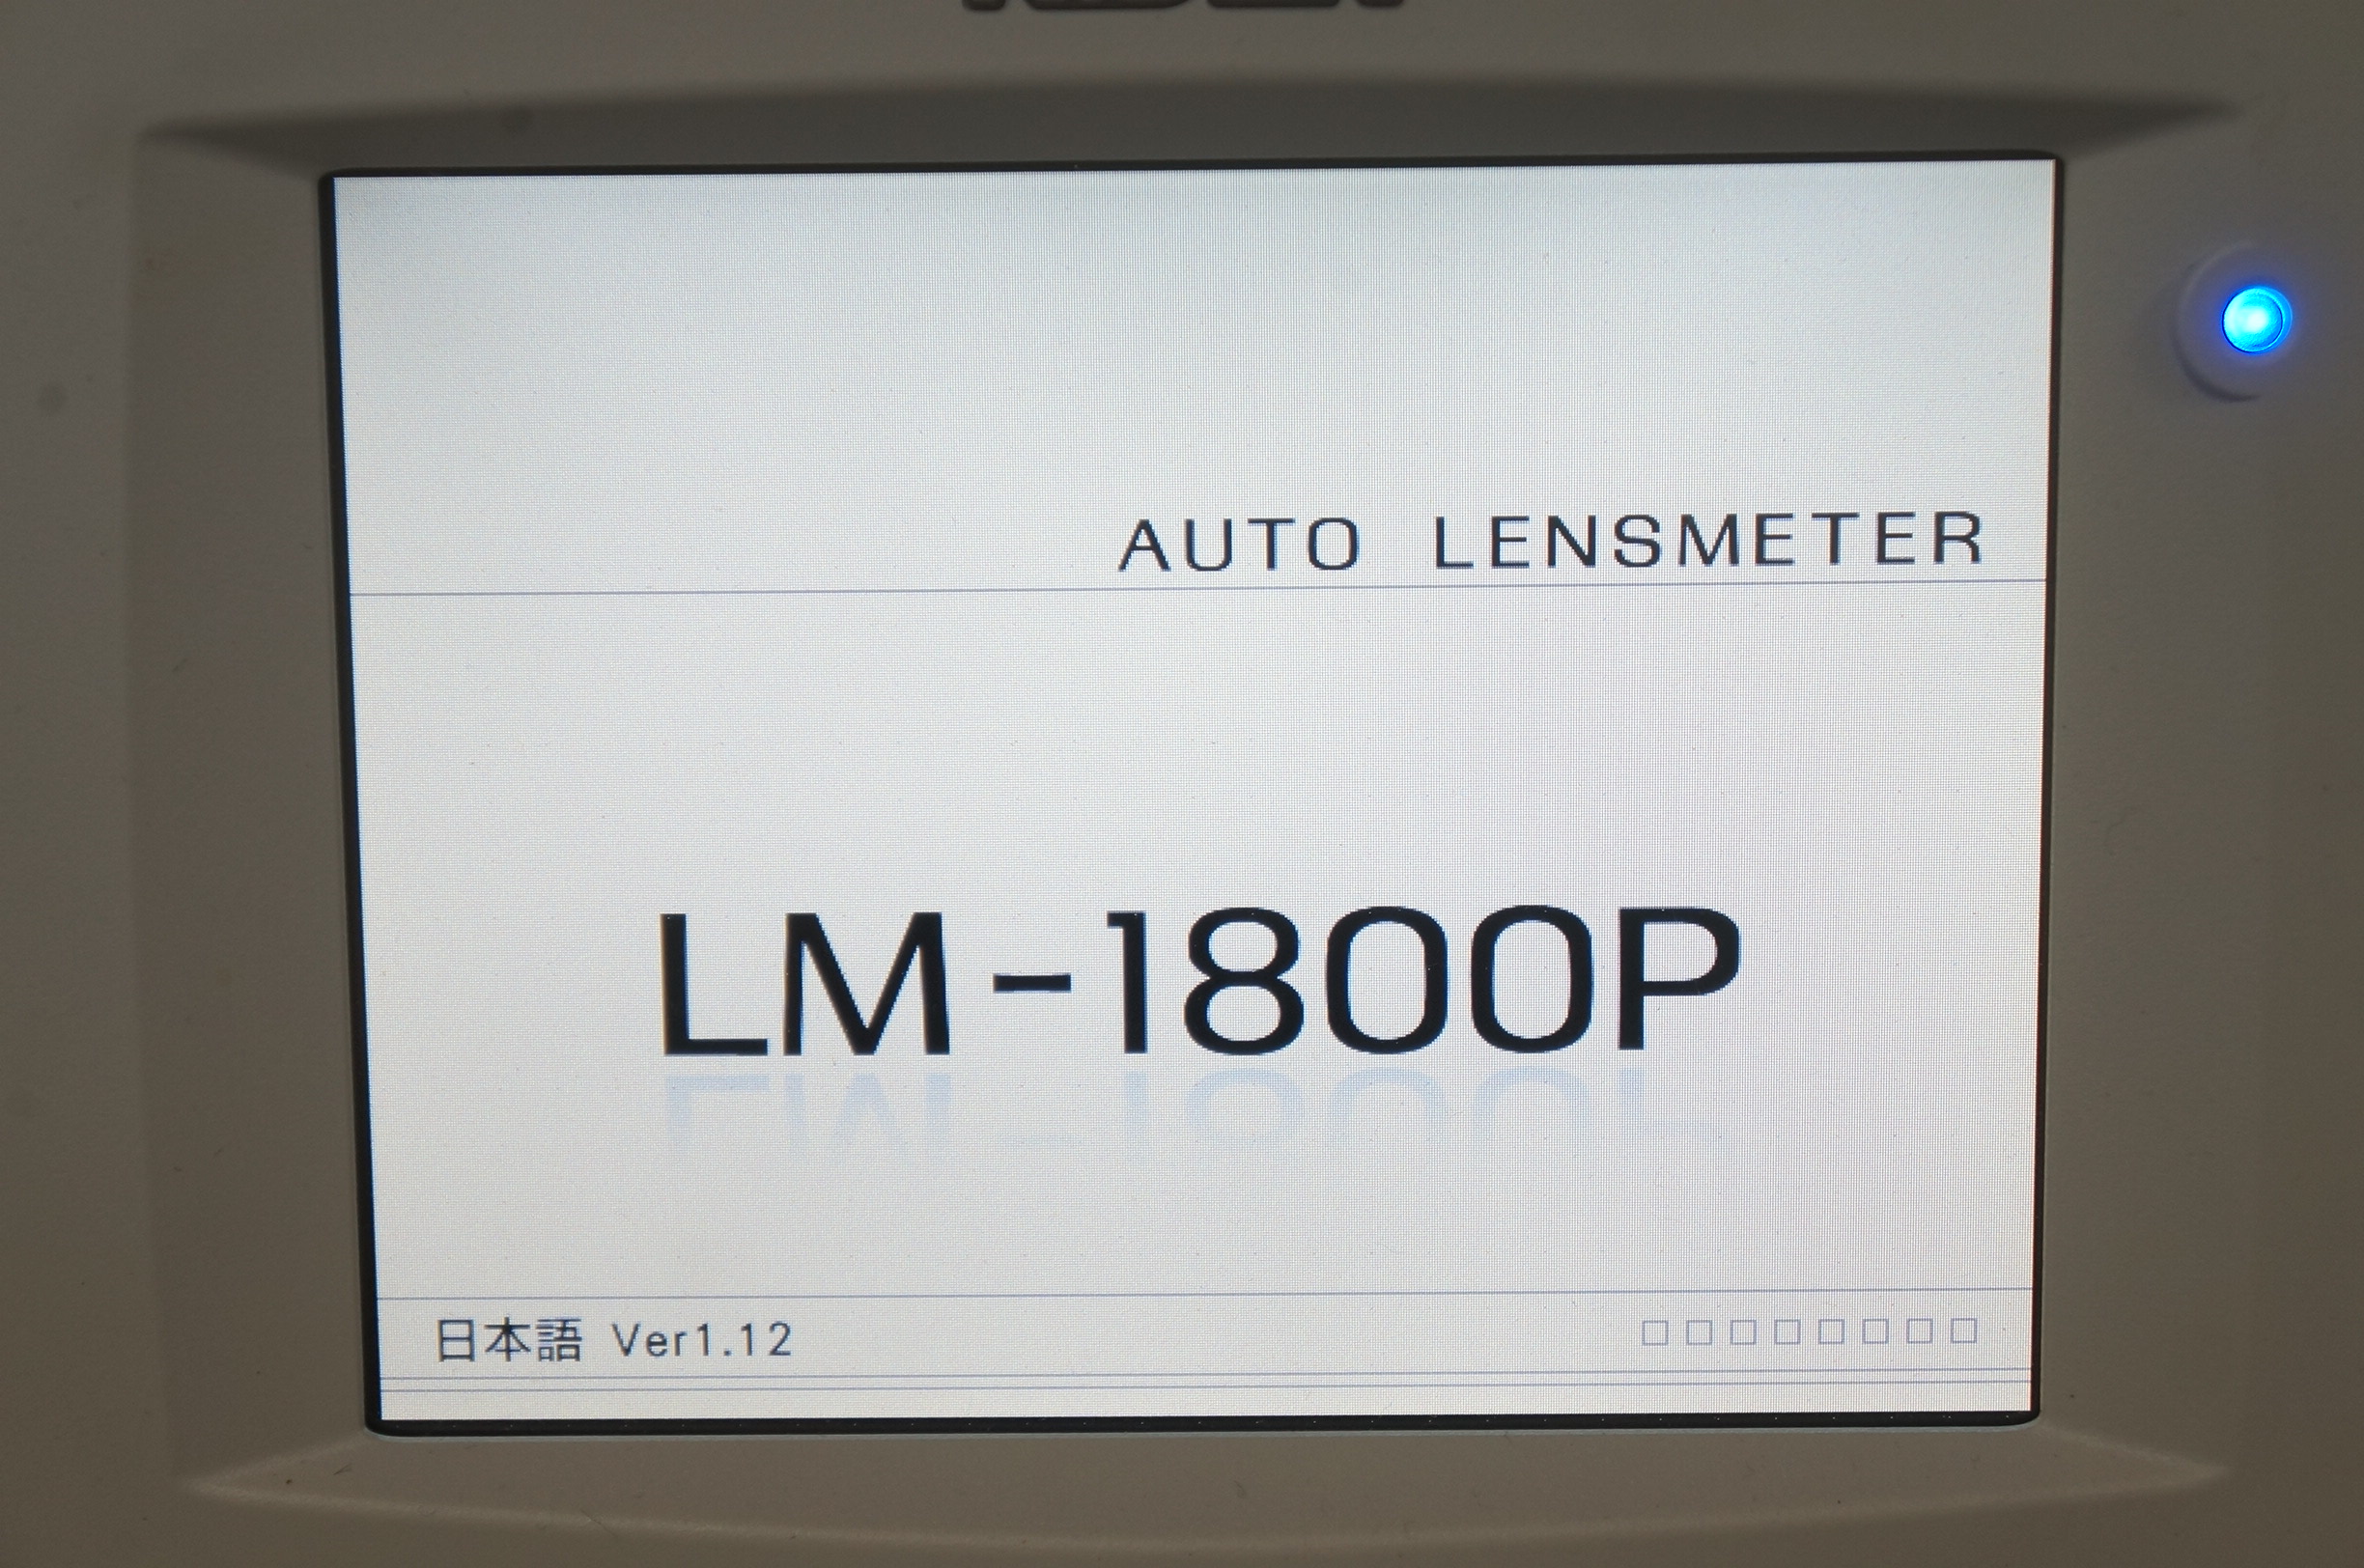 AUTO LENSMETER
LM-1800P
日本語 Ver1.12